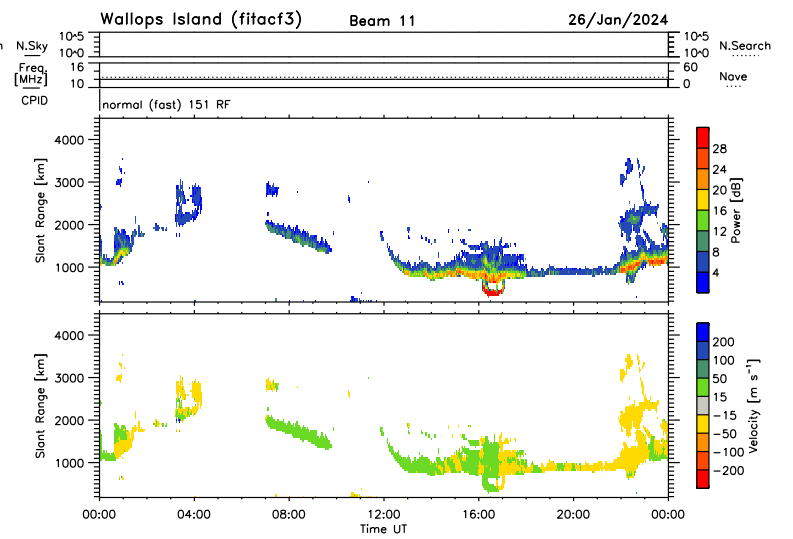 Wallops Island (fitacf3) Beam 11 26/Jan/2024
n N.Sky 10^5 10^0 10^5 10^0 N.Search
Freq. [MHz] 16 10 60 0 Nave
CPID normal (fast) 151 RF
Slant Range [km]
4000
3000
2000
1000
28
24
20
16
12
8
4
Power [dB]
Slant Range [km]
4000
3000
2000
1000
200
100
50
15
-15
-50
-100
-200
Velocity [m s⁻¹]
00:00 04:00 08:00 12:00 16:00 20:00 00:00
Time UT